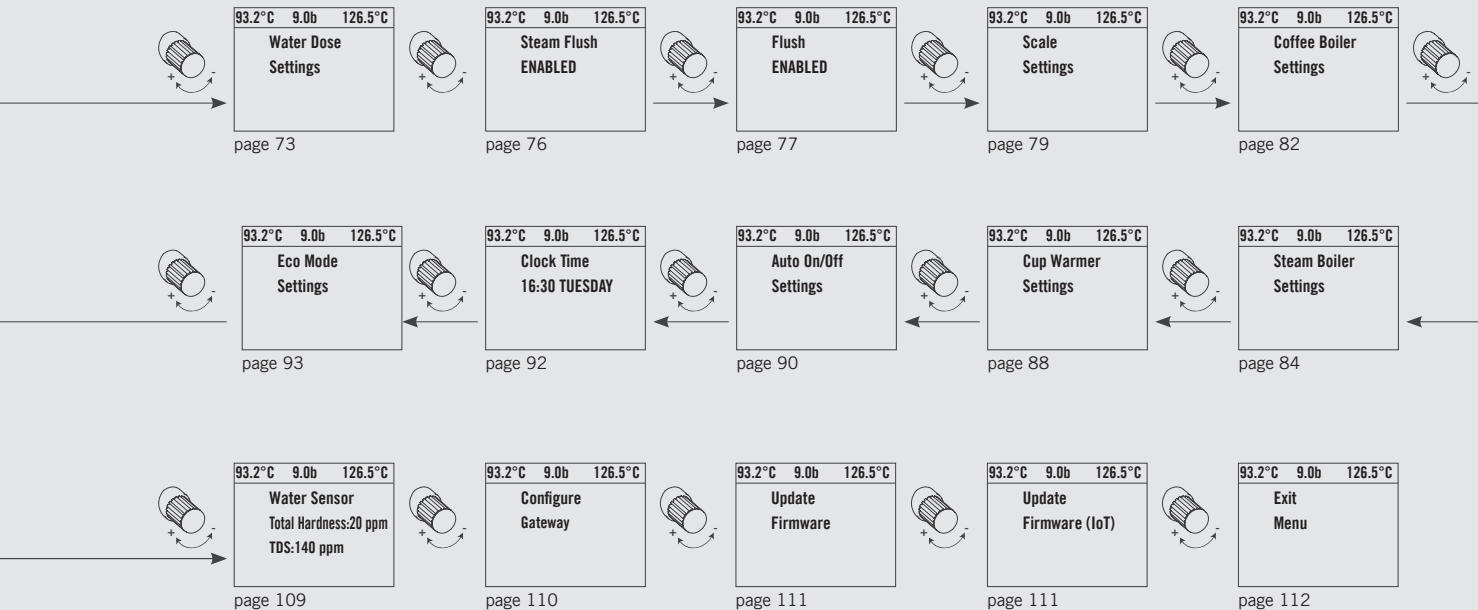 93.2°C 9.0b 126.5°C
Water Dose
Settings
+ -
page 73
93.2°C 9.0b 126.5°C
Steam Flush
ENABLED
+ -
page 76
93.2°C 9.0b 126.5°C
Flush
ENABLED
+ -
page 77
93.2°C 9.0b 126.5°C
Scale
Settings
+ -
page 79
93.2°C 9.0b 126.5°C
Coffee Boiler
Settings
+ -
page 82
+ -
93.2°C 9.0b 126.5°C
Eco Mode
Settings
+ -
page 93
93.2°C 9.0b 126.5°C
Clock Time
16:30 TUESDAY
+ -
page 92
93.2°C 9.0b 126.5°C
Auto On/Off
Settings
+ -
page 90
93.2°C 9.0b 126.5°C
Cup Warmer
Settings
+ -
page 88
93.2°C 9.0b 126.5°C
Steam Boiler
Settings
+ -
page 84
93.2°C 9.0b 126.5°C
Water Sensor
Total Hardness:20 ppm
TDS:140 ppm
+ -
page 109
93.2°C 9.0b 126.5°C
Configure
Gateway
+ -
page 110
93.2°C 9.0b 126.5°C
Update
Firmware
+ -
page 111
93.2°C 9.0b 126.5°C
Update
Firmware (IoT)
+ -
page 111
93.2°C 9.0b 126.5°C
Exit
Menu
+ -
page 112